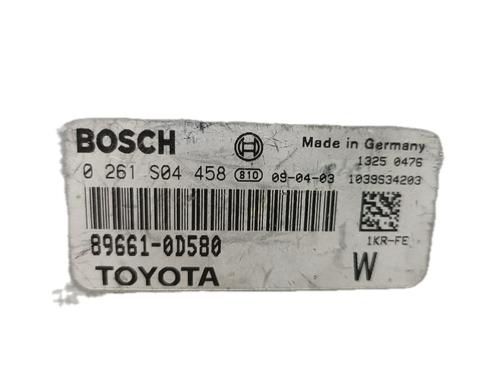 BOSCH Made in Germany
1325 0476
0 261 S04 458 810 09-04-03 1039S34203
89661-0D580 1KR-FE
TOYOTA W